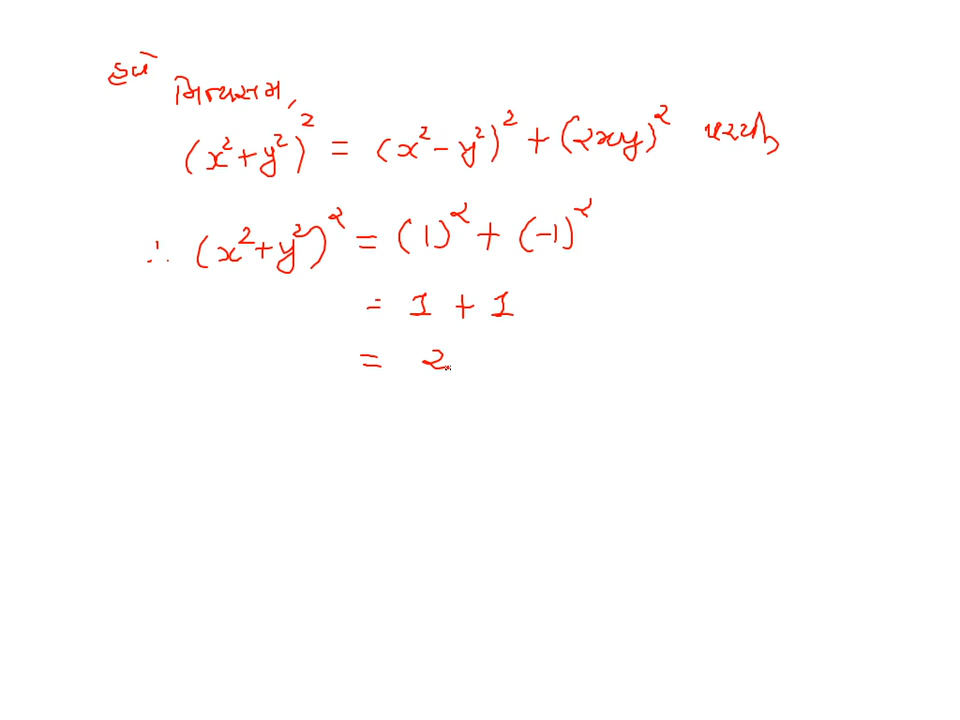 હવે
નિત્યસમ,
(x²+y²)² = (x²-y²)² + (2xy)² પરથી
∴ (x²+y²)² = (1)² + (-1)²
= 1 + 1
= 2